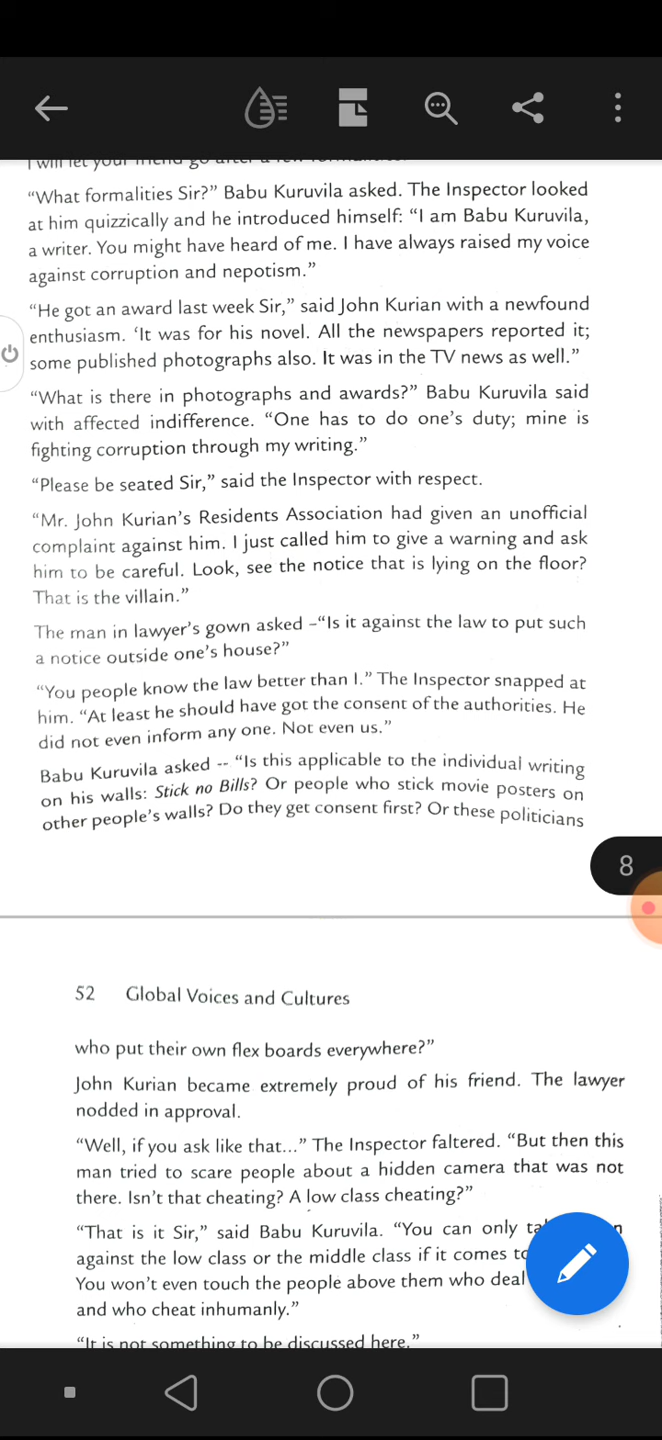 I will let your friend go after a few formalities.
“What formalities Sir?” Babu Kuruvila asked. The Inspector looked
at him quizzically and he introduced himself: “I am Babu Kuruvila,
a writer. You might have heard of me. I have always raised my voice
against corruption and nepotism.”
“He got an award last week Sir,” said John Kurian with a newfound
enthusiasm. ‘It was for his novel. All the newspapers reported it;
some published photographs also. It was in the TV news as well.”
“What is there in photographs and awards?” Babu Kuruvila said
with affected indifference. “One has to do one’s duty; mine is
fighting corruption through my writing.”
“Please be seated Sir,” said the Inspector with respect.
“Mr. John Kurian’s Residents Association had given an unofficial
complaint against him. I just called him to give a warning and ask
him to be careful. Look, see the notice that is lying on the floor?
That is the villain.”
The man in lawyer’s gown asked –“Is it against the law to put such
a notice outside one’s house?”
“You people know the law better than I.” The Inspector snapped at
him. “At least he should have got the consent of the authorities. He
did not even inform any one. Not even us.”
Babu Kuruvila asked -- “Is this applicable to the individual writing
on his walls: Stick no Bills? Or people who stick movie posters on
other people’s walls? Do they get consent first? Or these politicians
8
52 Global Voices and Cultures
who put their own flex boards everywhere?”
John Kurian became extremely proud of his friend. The lawyer
nodded in approval.
“Well, if you ask like that...” The Inspector faltered. “But then this
man tried to scare people about a hidden camera that was not
there. Isn’t that cheating? A low class cheating?”
“That is it Sir,” said Babu Kuruvila. “You can only
against the low class or the middle class if it comes
You won’t even touch the people above them who deal
and who cheat inhumanly.”
“It is not something to be discussed here.”